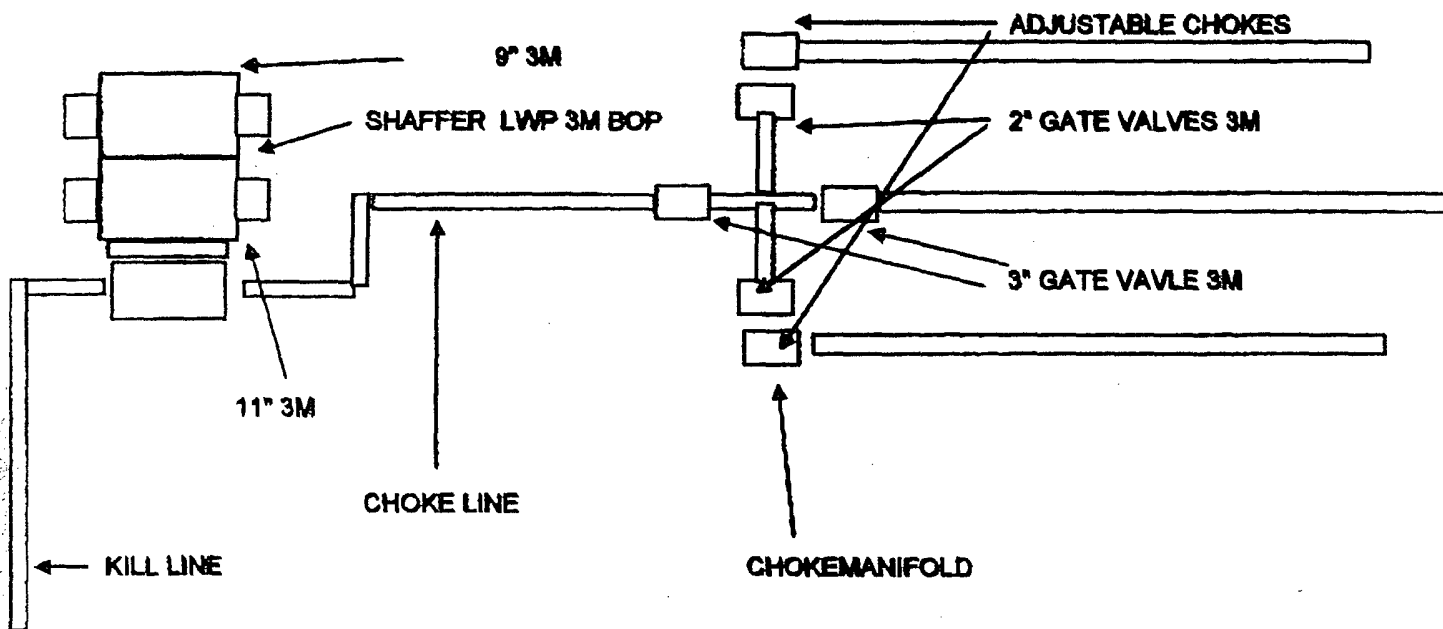 ADJUSTABLE CHOKES
9" 3M
SHAFFER LWP 3M BOP
2" GATE VALVES 3M
3" GATE VAVLE 3M
11" 3M
CHOKE LINE
KILL LINE
CHOKEMANIFOLD